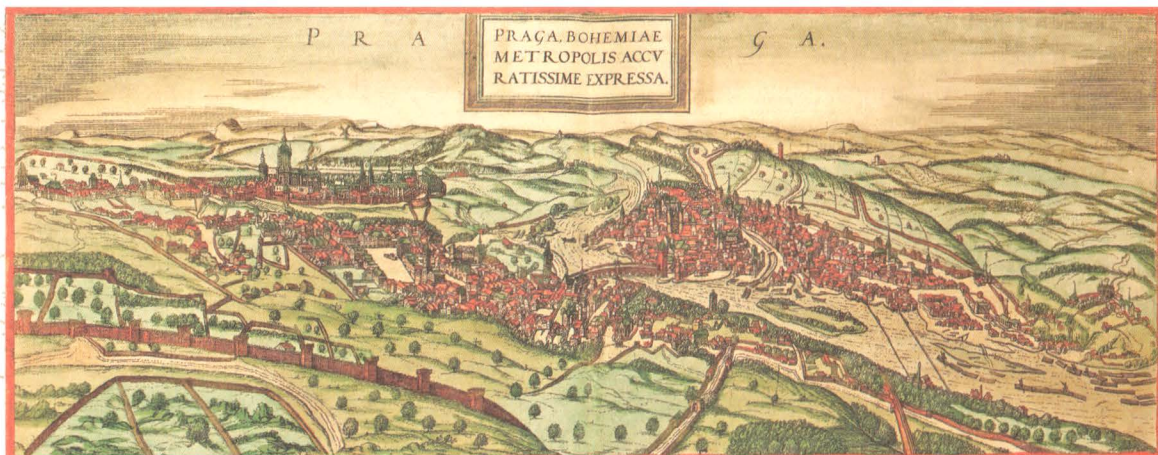 P R A G A.
PRAGA, BOHEMIAE
METROPOLIS ACCV
RATISSIME EXPRESSA.